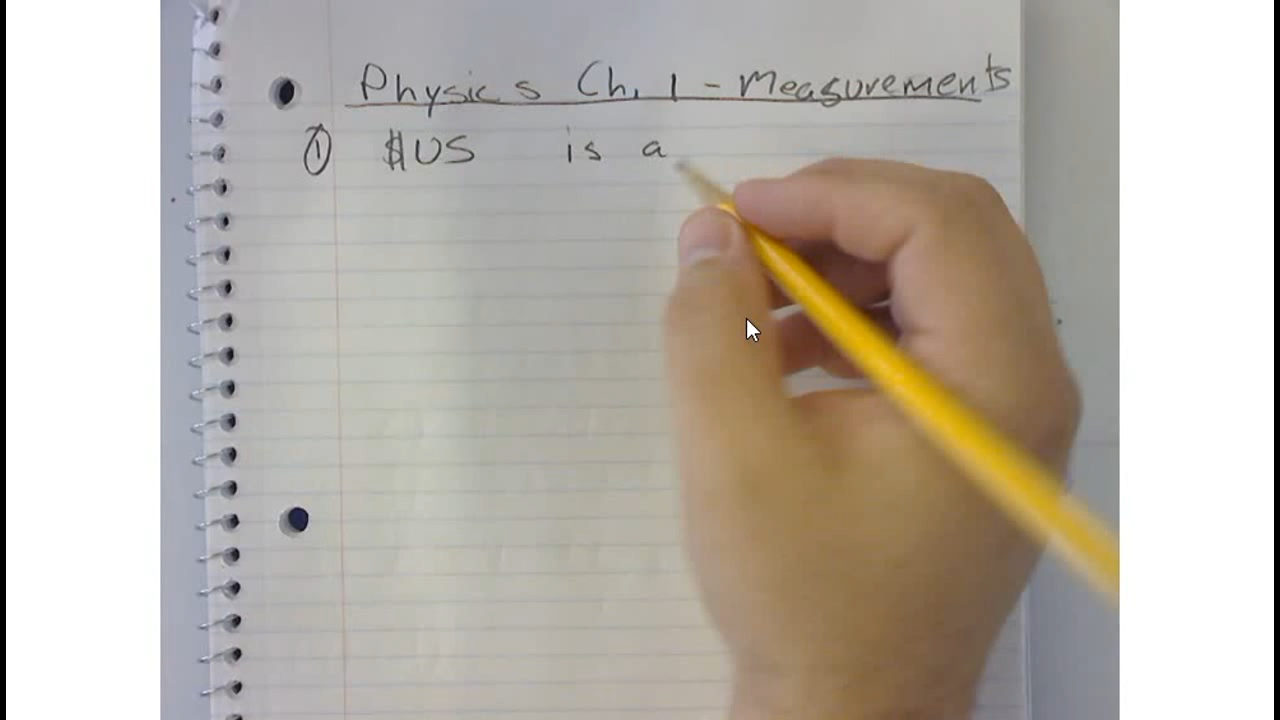 Physics Ch. 1 - Measurements
① $US is a